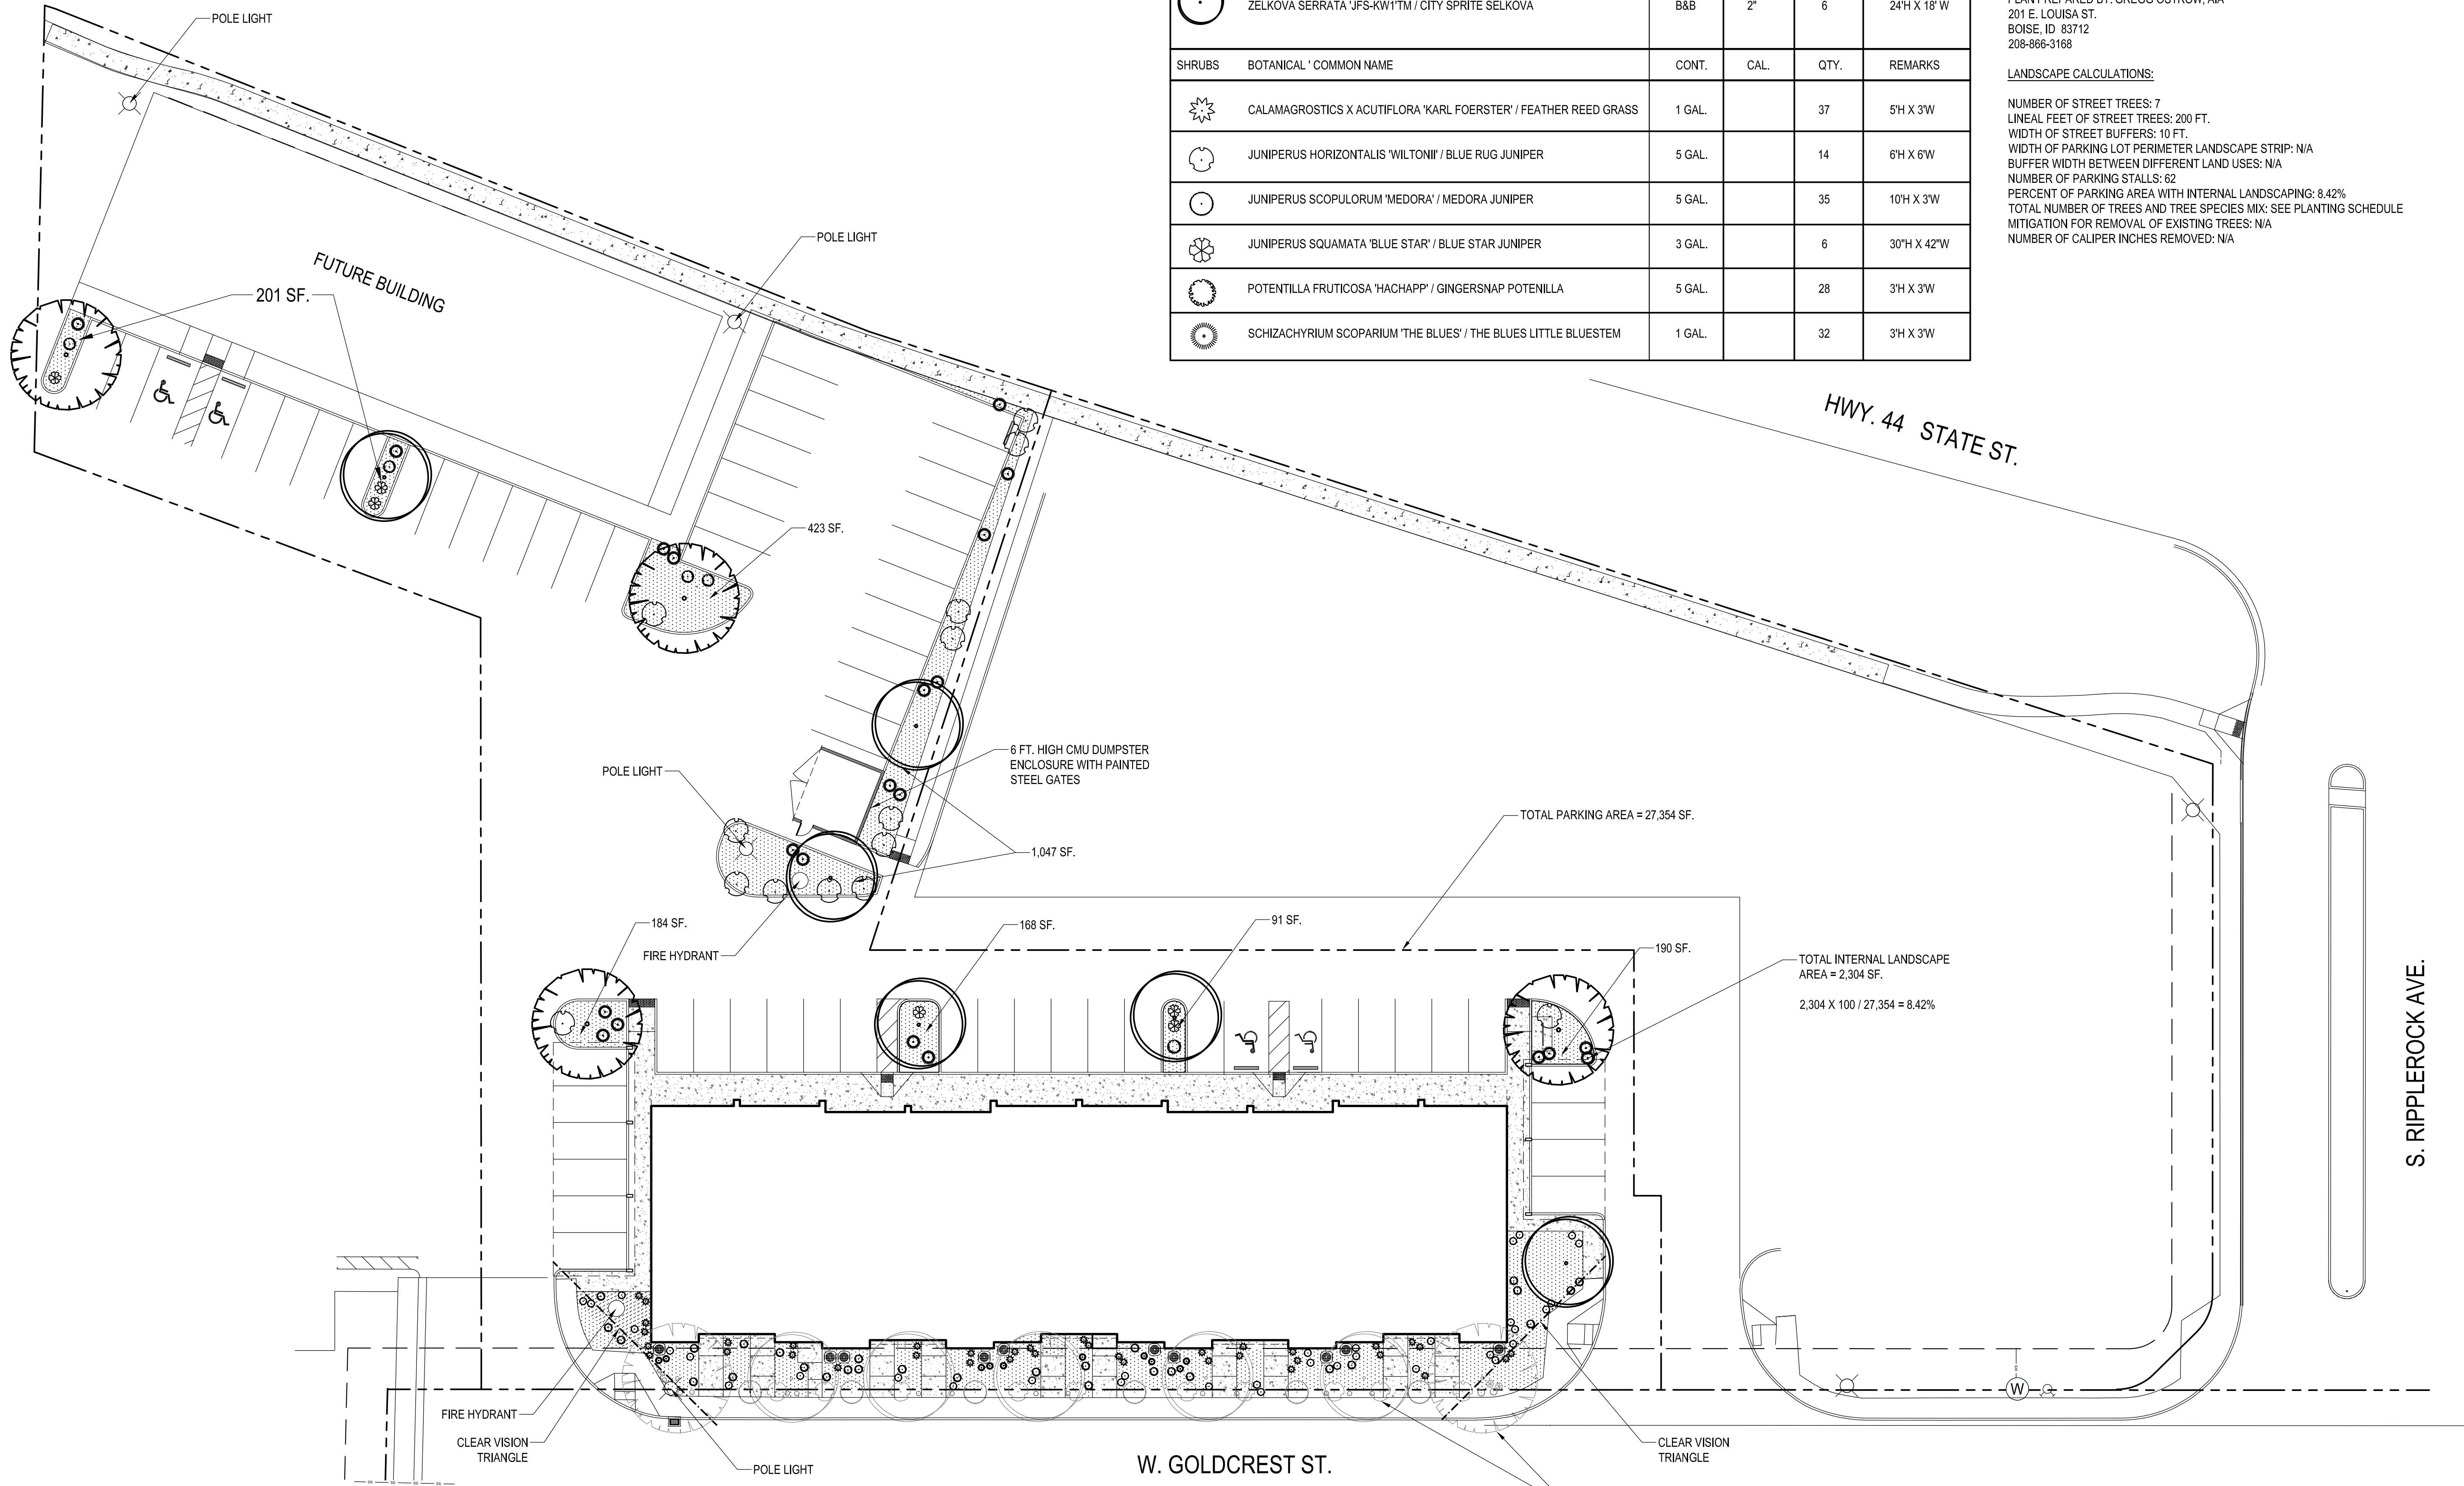 ZELKOVA SERRATA 'JFS-KW1'TM / CITY SPRITE SELKOVA B&B 2" 6 24'H X 18' W
SHRUBS BOTANICAL ' COMMON NAME CONT. CAL. QTY. REMARKS
CALAMAGROSTICS X ACUTIFLORA 'KARL FOERSTER' / FEATHER REED GRASS 1 GAL. 37 5'H X 3'W
JUNIPERUS HORIZONTALIS 'WILTONII' / BLUE RUG JUNIPER 5 GAL. 14 6'H X 6'W
JUNIPERUS SCOPULORUM 'MEDORA' / MEDORA JUNIPER 5 GAL. 35 10'H X 3'W
JUNIPERUS SQUAMATA 'BLUE STAR' / BLUE STAR JUNIPER 3 GAL. 6 30"H X 42"W
POTENTILLA FRUTICOSA 'HACHAPP' / GINGERSNAP POTENILLA 5 GAL. 28 3'H X 3'W
SCHIZACHYRIUM SCOPARIUM 'THE BLUES' / THE BLUES LITTLE BLUESTEM 1 GAL. 32 3'H X 3'W
PLAN PREPARED BY: GREGG OSTROW, AIA
201 E. LOUISA ST.
BOISE, ID 83712
208-866-3168
LANDSCAPE CALCULATIONS:
NUMBER OF STREET TREES: 7
LINEAL FEET OF STREET TREES: 200 FT.
WIDTH OF STREET BUFFERS: 10 FT.
WIDTH OF PARKING LOT PERIMETER LANDSCAPE STRIP: N/A
BUFFER WIDTH BETWEEN DIFFERENT LAND USES: N/A
NUMBER OF PARKING STALLS: 62
PERCENT OF PARKING AREA WITH INTERNAL LANDSCAPING: 8.42%
TOTAL NUMBER OF TREES AND TREE SPECIES MIX: SEE PLANTING SCHEDULE
MITIGATION FOR REMOVAL OF EXISTING TREES: N/A
NUMBER OF CALIPER INCHES REMOVED: N/A
POLE LIGHT
POLE LIGHT
FUTURE BUILDING
201 SF.
HWY. 44 STATE ST.
423 SF.
6 FT. HIGH CMU DUMPSTER
ENCLOSURE WITH PAINTED
STEEL GATES
POLE LIGHT
TOTAL PARKING AREA = 27,354 SF.
1,047 SF.
184 SF.
168 SF.
91 SF.
190 SF.
FIRE HYDRANT
TOTAL INTERNAL LANDSCAPE
AREA = 2,304 SF.
2,304 X 100 / 27,354 = 8.42%
S. RIPPLEROCK AVE.
W
FIRE HYDRANT
CLEAR VISION
TRIANGLE
POLE LIGHT
W. GOLDCREST ST.
CLEAR VISION
TRIANGLE